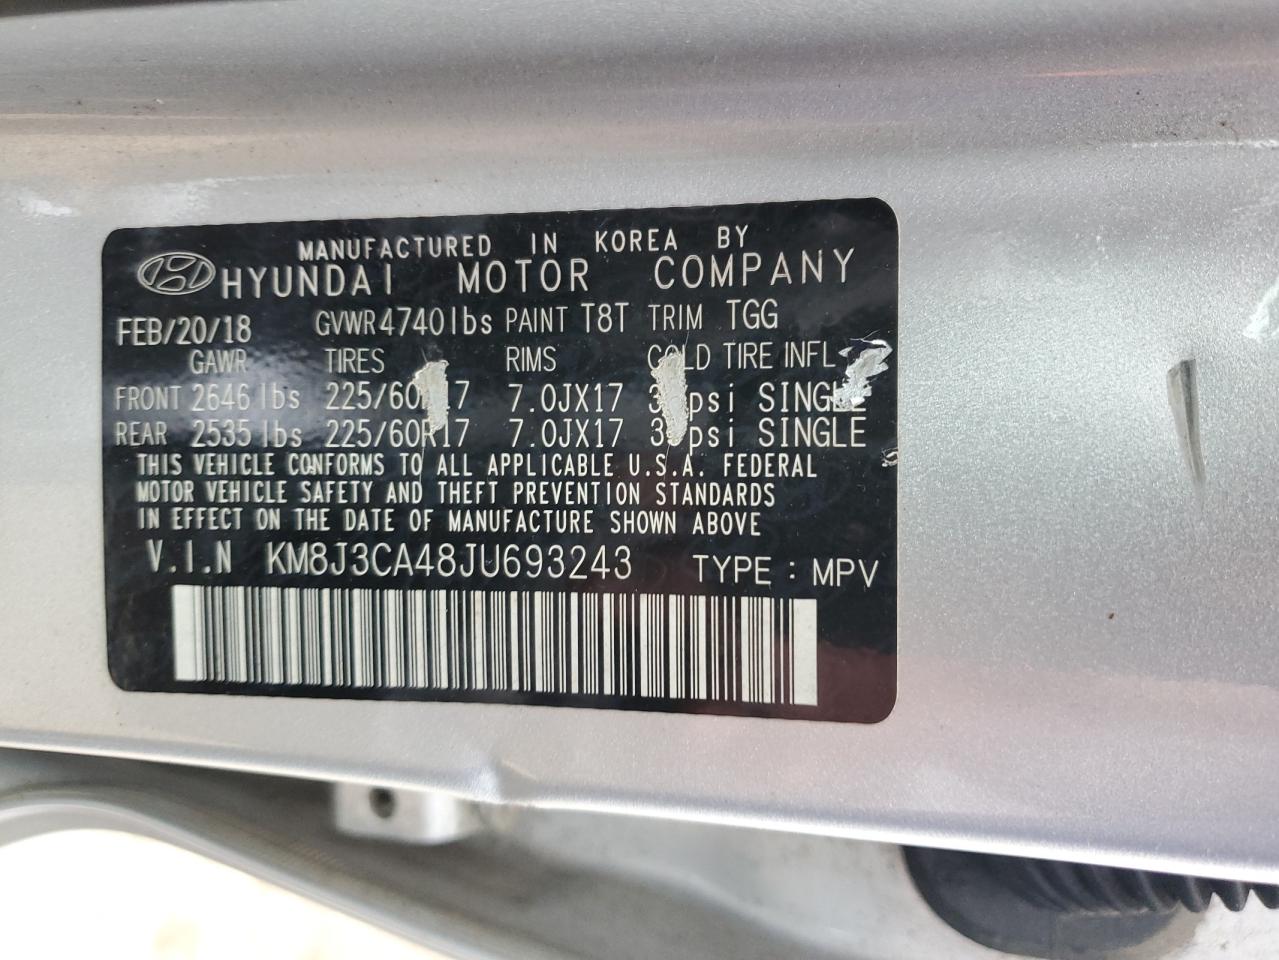 MANUFACTURED IN KOREA BY
HYUNDAI MOTOR COMPANY
FEB/20/18 GVWR4740lbs PAINT T8T TRIM TGG
GAWR TIRES RIMS COLD TIRE INFL
FRONT 2646 lbs 225/60R17 7.0JX17 SINGLE
REAR 2535 lbs 225/60R17 7.0JX17 SINGLE
THIS VEHICLE CONFORMS TO ALL APPLICABLE U.S.A. FEDERAL
MOTOR VEHICLE SAFETY AND THEFT PREVENTION STANDARDS
IN EFFECT ON THE DATE OF MANUFACTURE SHOWN ABOVE
V.I.N KM8J3CA48JU693243 TYPE : MPV